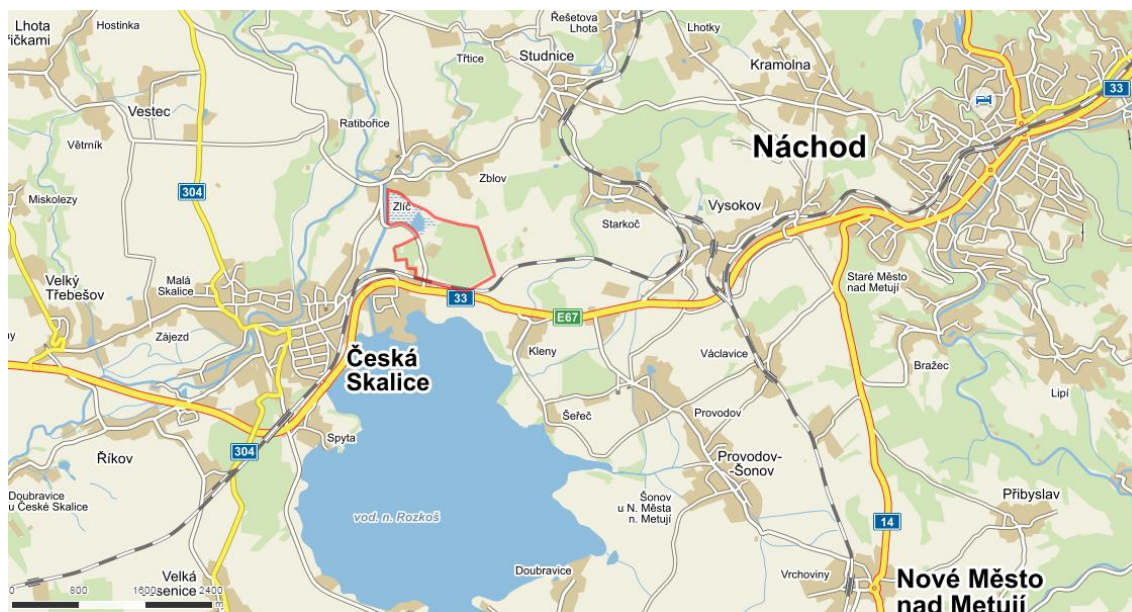 Lhota
řičkami
Hostinka
Řešetova
Lhota
Lhotky
Třtice
Studnice
Kramolna
33
Vestec
Větrník
Ratibořice
Náchod
304
Zblov
Miskolezy
Zlíč
Starkoč
Vysokov
Velký
Třebešov
Malá
Skalice
Staré Město
nad Metují
33
E67
Zájezd
Česká
Skalice
Kleny
Václavice
Bražec
Lipí
Šeřeč
Provodov
Spyta
304
Říkov
Provodov-
-Šonov
Doubravice
u České Skalice
vod. n. Rozkoš
Šonov
u N. Města
n. Metují
Přibyslav
14
Velká
senice
Doubravice
Vrchoviny
Nové Město
nad Metují
0 800 1600 2400